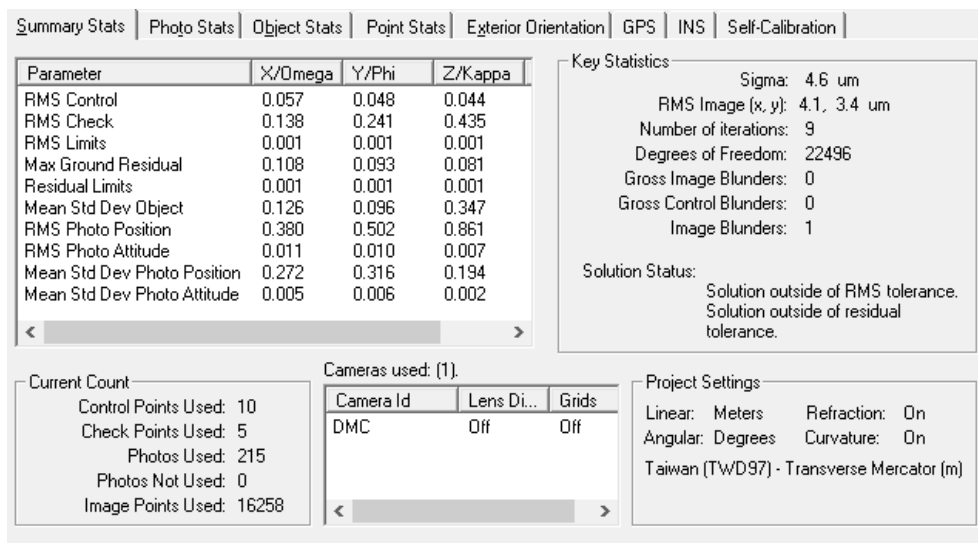 Summary Stats Photo Stats Object Stats Point Stats Exterior Orientation GPS INS Self-Calibration
Parameter X/Omega Y/Phi Z/Kappa
RMS Control 0.057 0.048 0.044
RMS Check 0.138 0.241 0.435
RMS Limits 0.001 0.001 0.001
Max Ground Residual 0.108 0.093 0.081
Residual Limits 0.001 0.001 0.001
Mean Std Dev Object 0.126 0.096 0.347
RMS Photo Position 0.380 0.502 0.861
RMS Photo Attitude 0.011 0.010 0.007
Mean Std Dev Photo Position 0.272 0.316 0.194
Mean Std Dev Photo Attitude 0.005 0.006 0.002
Key Statistics
Sigma: 4.6 um
RMS Image (x, y): 4.1, 3.4 um
Number of iterations: 9
Degrees of Freedom: 22496
Gross Image Blunders: 0
Gross Control Blunders: 0
Image Blunders: 1
Solution Status:
Solution outside of RMS tolerance.
Solution outside of residual
tolerance.
Current Count
Control Points Used: 10
Check Points Used: 5
Photos Used: 215
Photos Not Used: 0
Image Points Used: 16258
Cameras used: (1).
Camera Id Lens Di... Grids
DMC Off Off
Project Settings
Linear: Meters Refraction: On
Angular: Degrees Curvature: On
Taiwan (TWD97) - Transverse Mercator (m)